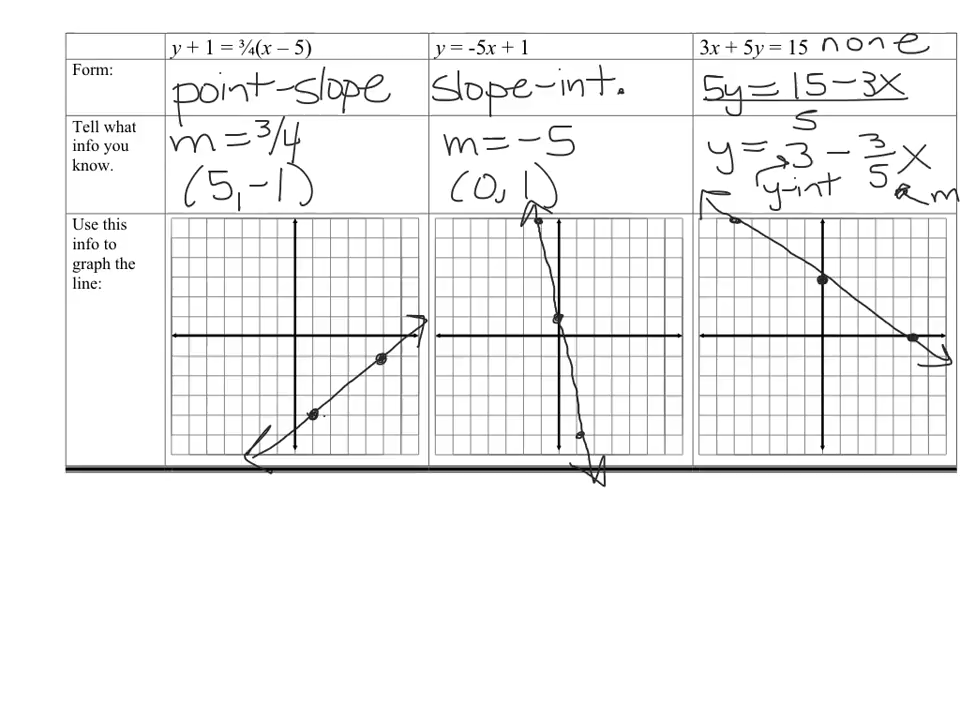 y + 1 = ¾(x – 5)
y = -5x + 1
3x + 5y = 15 none
Form:
point-slope
slope-int.
5y = 15 - 3x
5
Tell what
info you
know.
m = 3/4
(5, -1)
m = -5
(0, 1)
y = 3 - 3/5 x
y-int
m
Use this
info to
graph the
line: